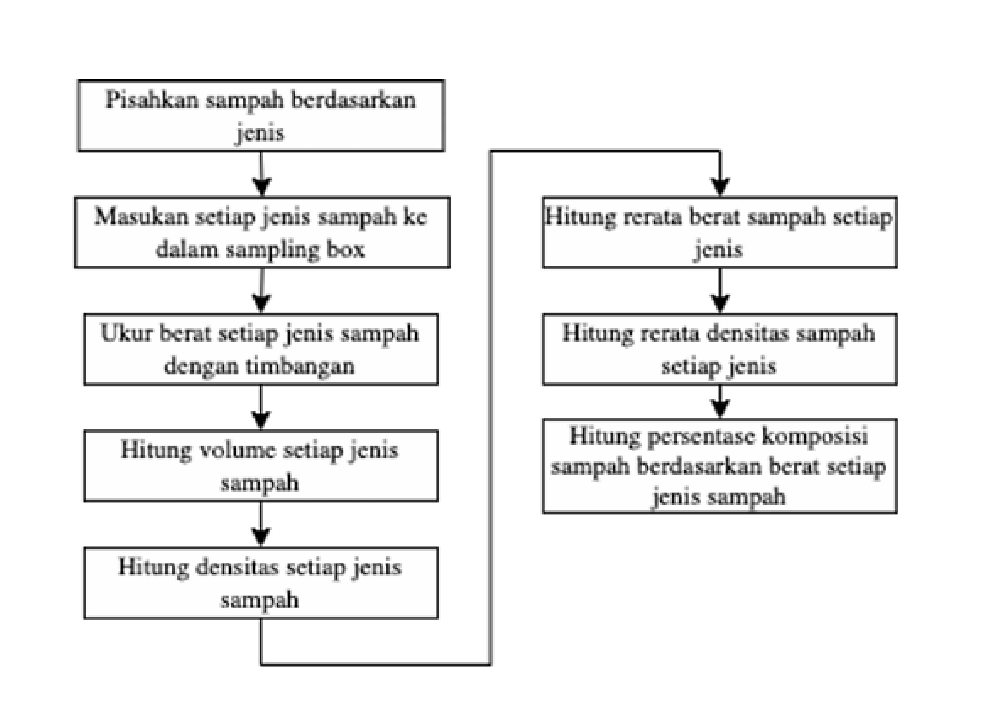 Pisahkan sampah berdasarkan
jenis
Masukan setiap jenis sampah ke
dalam sampling box
Ukur berat setiap jenis sampah
dengan timbangan
Hitung volume setiap jenis
sampah
Hitung densitas setiap jenis
sampah
Hitung rerata berat sampah setiap
jenis
Hitung rerata densitas sampah
setiap jenis
Hitung persentase komposisi
sampah berdasarkan berat setiap
jenis sampah